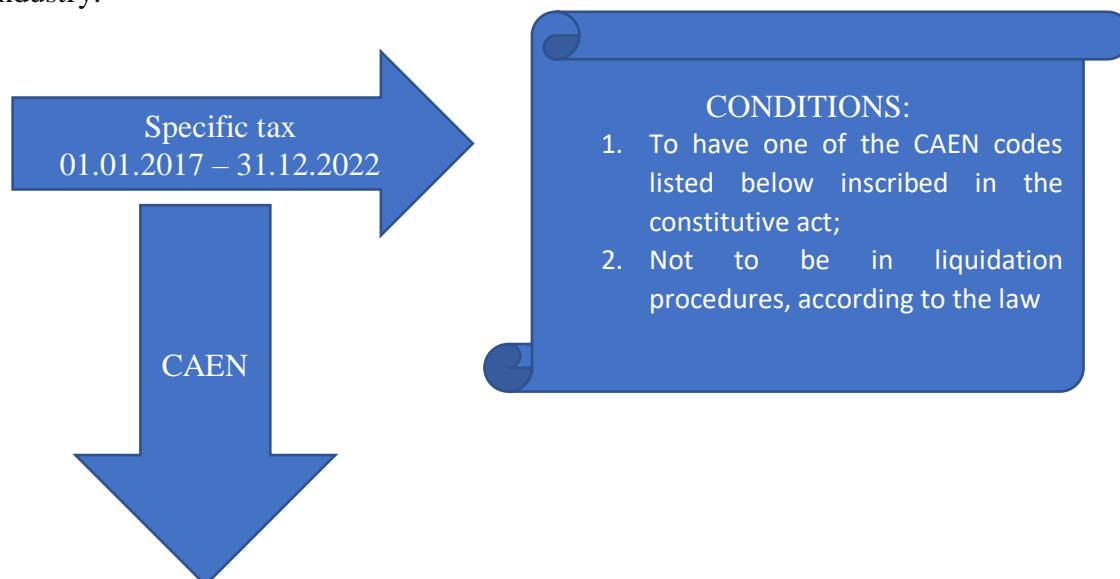 industry.
Specific tax
01.01.2017 – 31.12.2022
CONDITIONS:
1. To have one of the CAEN codes
listed below inscribed in the
constitutive act;
2. Not to be in liquidation
procedures, according to the law
CAEN